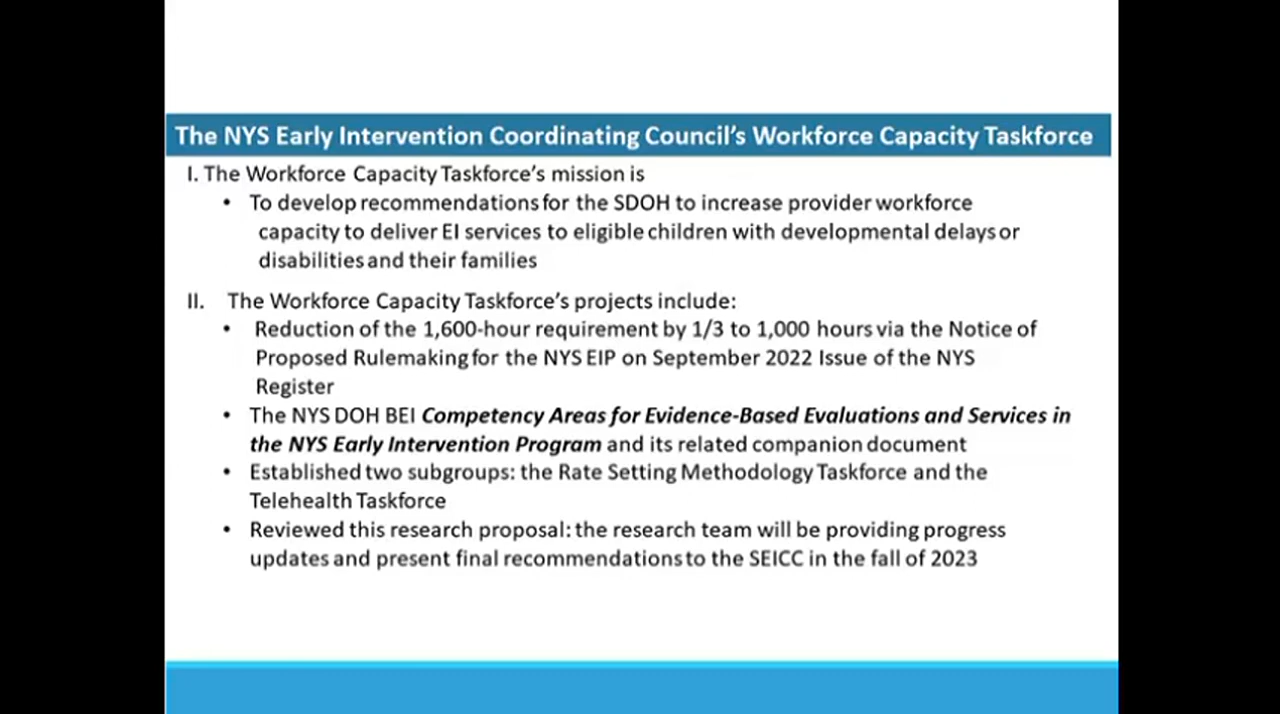 The NYS Early Intervention Coordinating Council's Workforce Capacity Taskforce
I. The Workforce Capacity Taskforce's mission is
• To develop recommendations for the SDOH to increase provider workforce
capacity to deliver EI services to eligible children with developmental delays or
disabilities and their families
II. The Workforce Capacity Taskforce's projects include:
• Reduction of the 1,600-hour requirement by 1/3 to 1,000 hours via the Notice of
Proposed Rulemaking for the NYS EIP on September 2022 Issue of the NYS
Register
• The NYS DOH BEI Competency Areas for Evidence-Based Evaluations and Services in
the NYS Early Intervention Program and its related companion document
• Established two subgroups: the Rate Setting Methodology Taskforce and the
Telehealth Taskforce
• Reviewed this research proposal: the research team will be providing progress
updates and present final recommendations to the SEICC in the fall of 2023